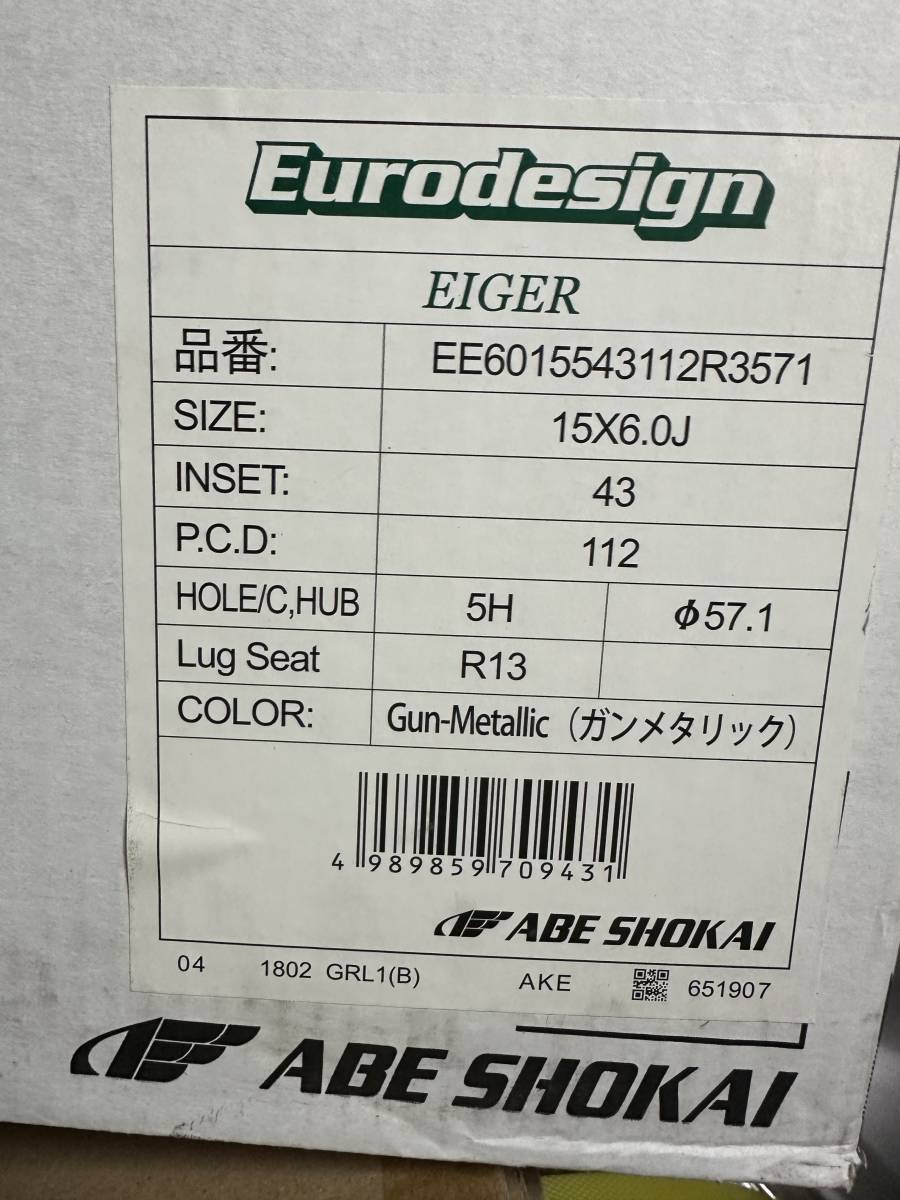 Eurodesign
EIGER
品番: EE6015543112R3571
SIZE: 15X6.0J
INSET: 43
P.C.D: 112
HOLE/C,HUB 5H Φ57.1
Lug Seat R13
COLOR: Gun-Metallic（ガンメタリック）
4 989859 709431
ABE SHOKAI
04 1802 GRL1(B) AKE 651907
ABE SHOKAI